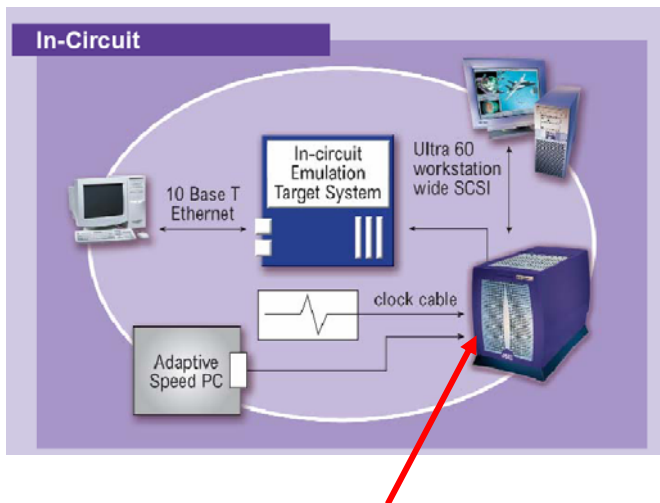 In-Circuit
In-circuit
Emulation
Target System
Ultra 60
workstation
wide SCSI
10 Base T
Ethernet
clock cable
Adaptive
Speed PC